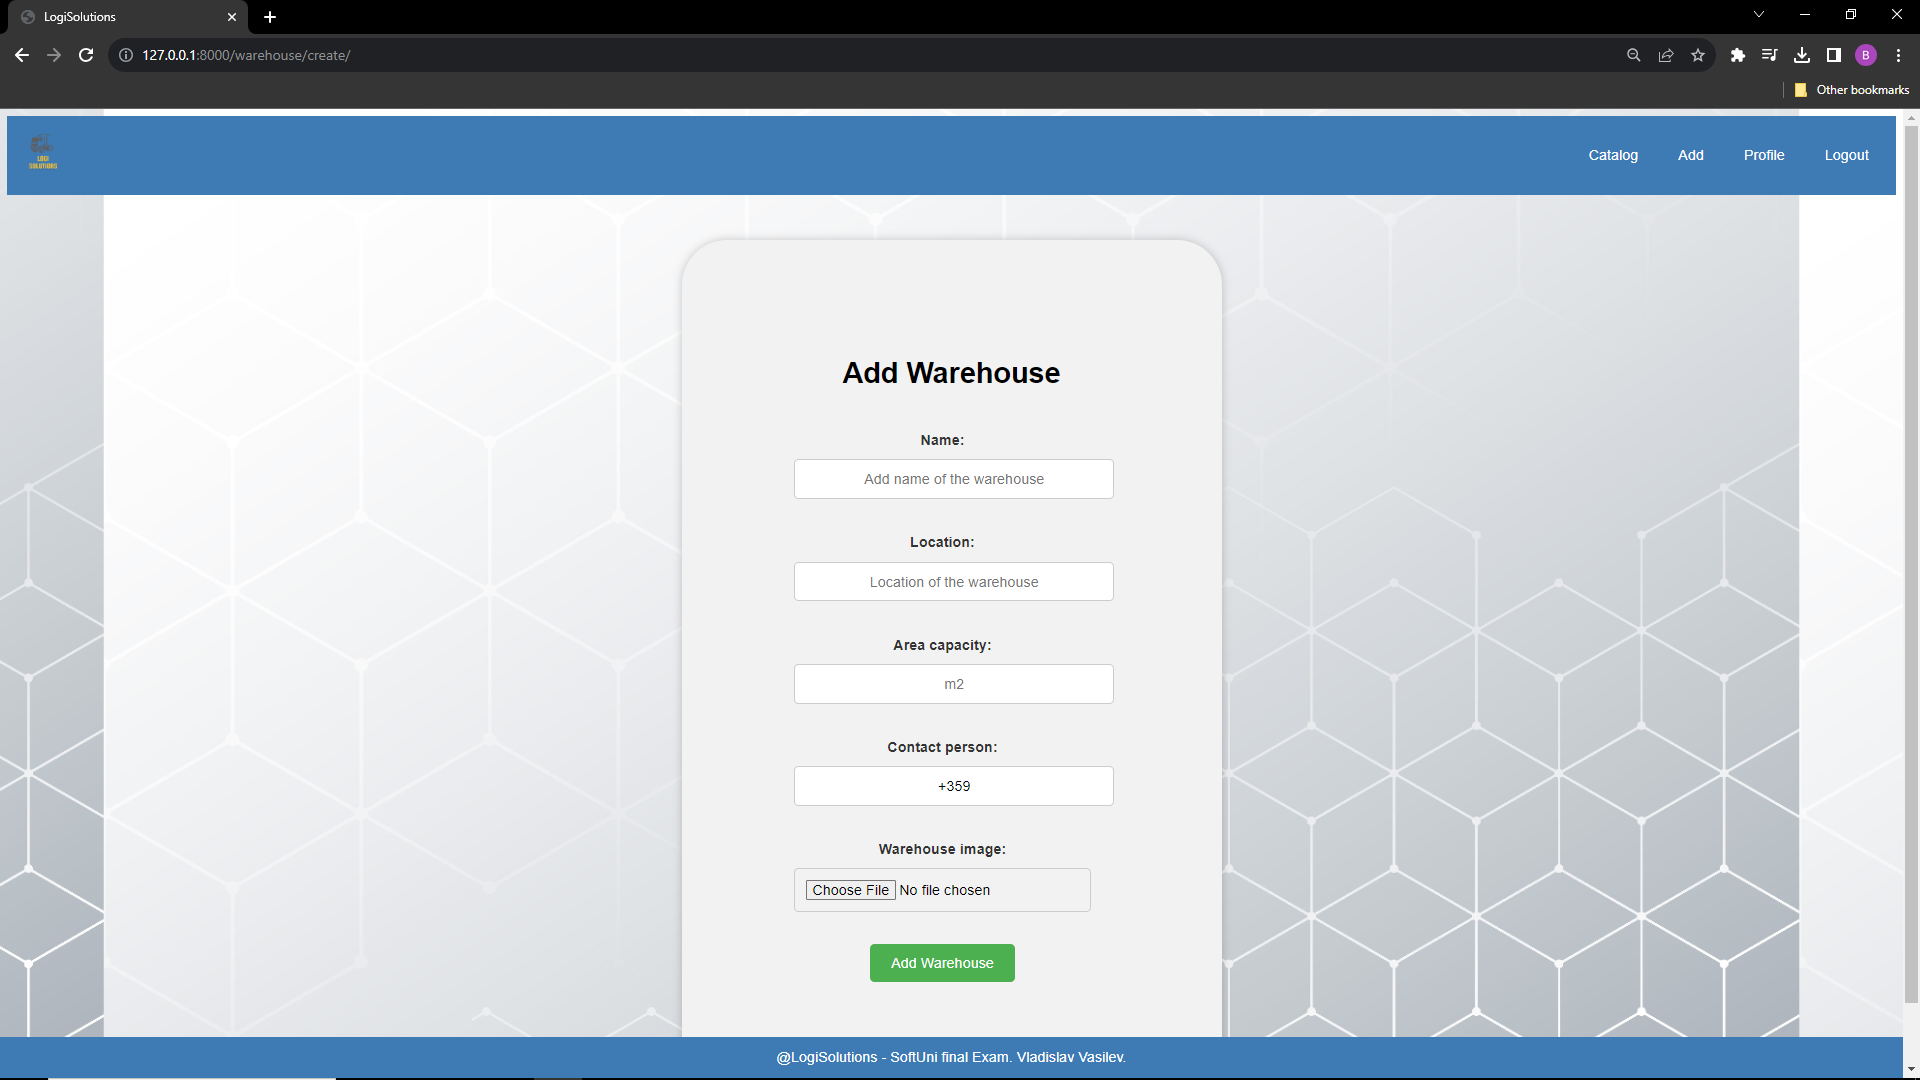 LogiSolutions
127.0.0.1:8000/warehouse/create/
B
Other bookmarks
LOGI
SOLUTIONS
Catalog
Add
Profile
Logout
Add Warehouse
Name:
Add name of the warehouse
Location:
Location of the warehouse
Area capacity:
m2
Contact person:
+359
Warehouse image:
Choose File No file chosen
Add Warehouse
@LogiSolutions - SoftUni final Exam. Vladislav Vasilev.